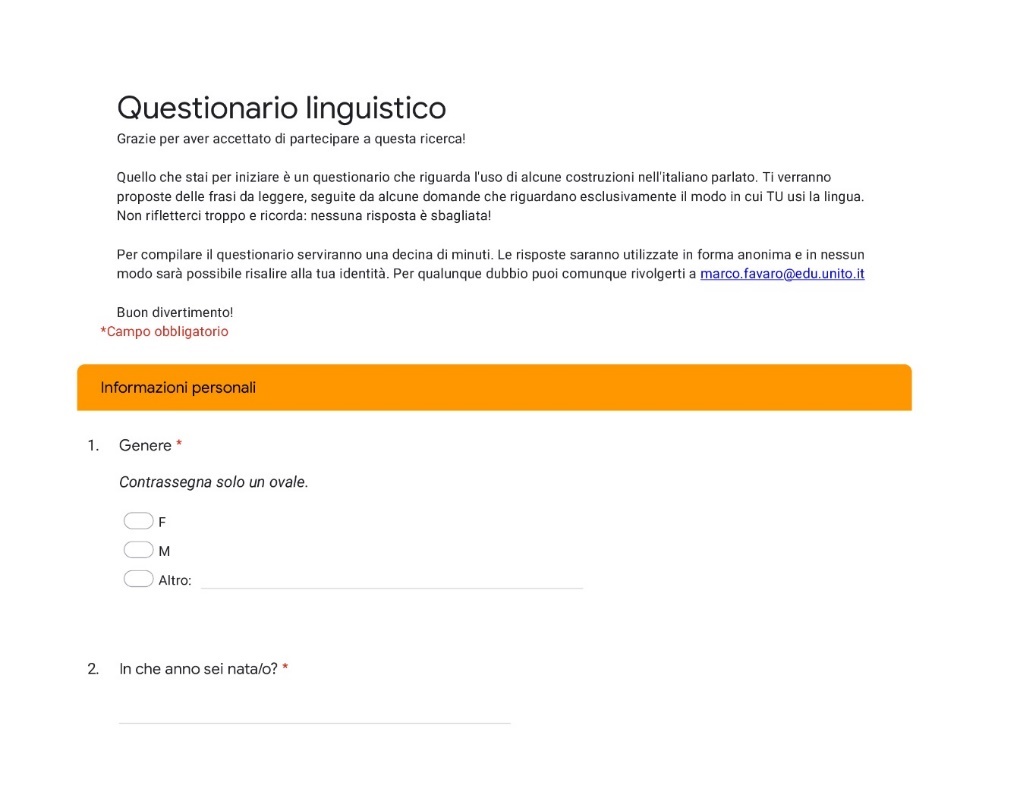 Questionario linguistico
Grazie per aver accettato di partecipare a questa ricerca!
Quello che stai per iniziare è un questionario che riguarda l'uso di alcune costruzioni nell'italiano parlato. Ti verranno
proposte delle frasi da leggere, seguite da alcune domande che riguardano esclusivamente il modo in cui TU usi la lingua.
Non rifletterci troppo e ricorda: nessuna risposta è sbagliata!
Per compilare il questionario serviranno una decina di minuti. Le risposte saranno utilizzate in forma anonima e in nessun
modo sarà possibile risalire alla tua identità. Per qualunque dubbio puoi comunque rivolgerti a marco.favaro@edu.unito.it
Buon divertimento!
*Campo obbligatorio
Informazioni personali
1. Genere *
Contrassegna solo un ovale.
F
M
Altro:
2. In che anno sei nata/o? *